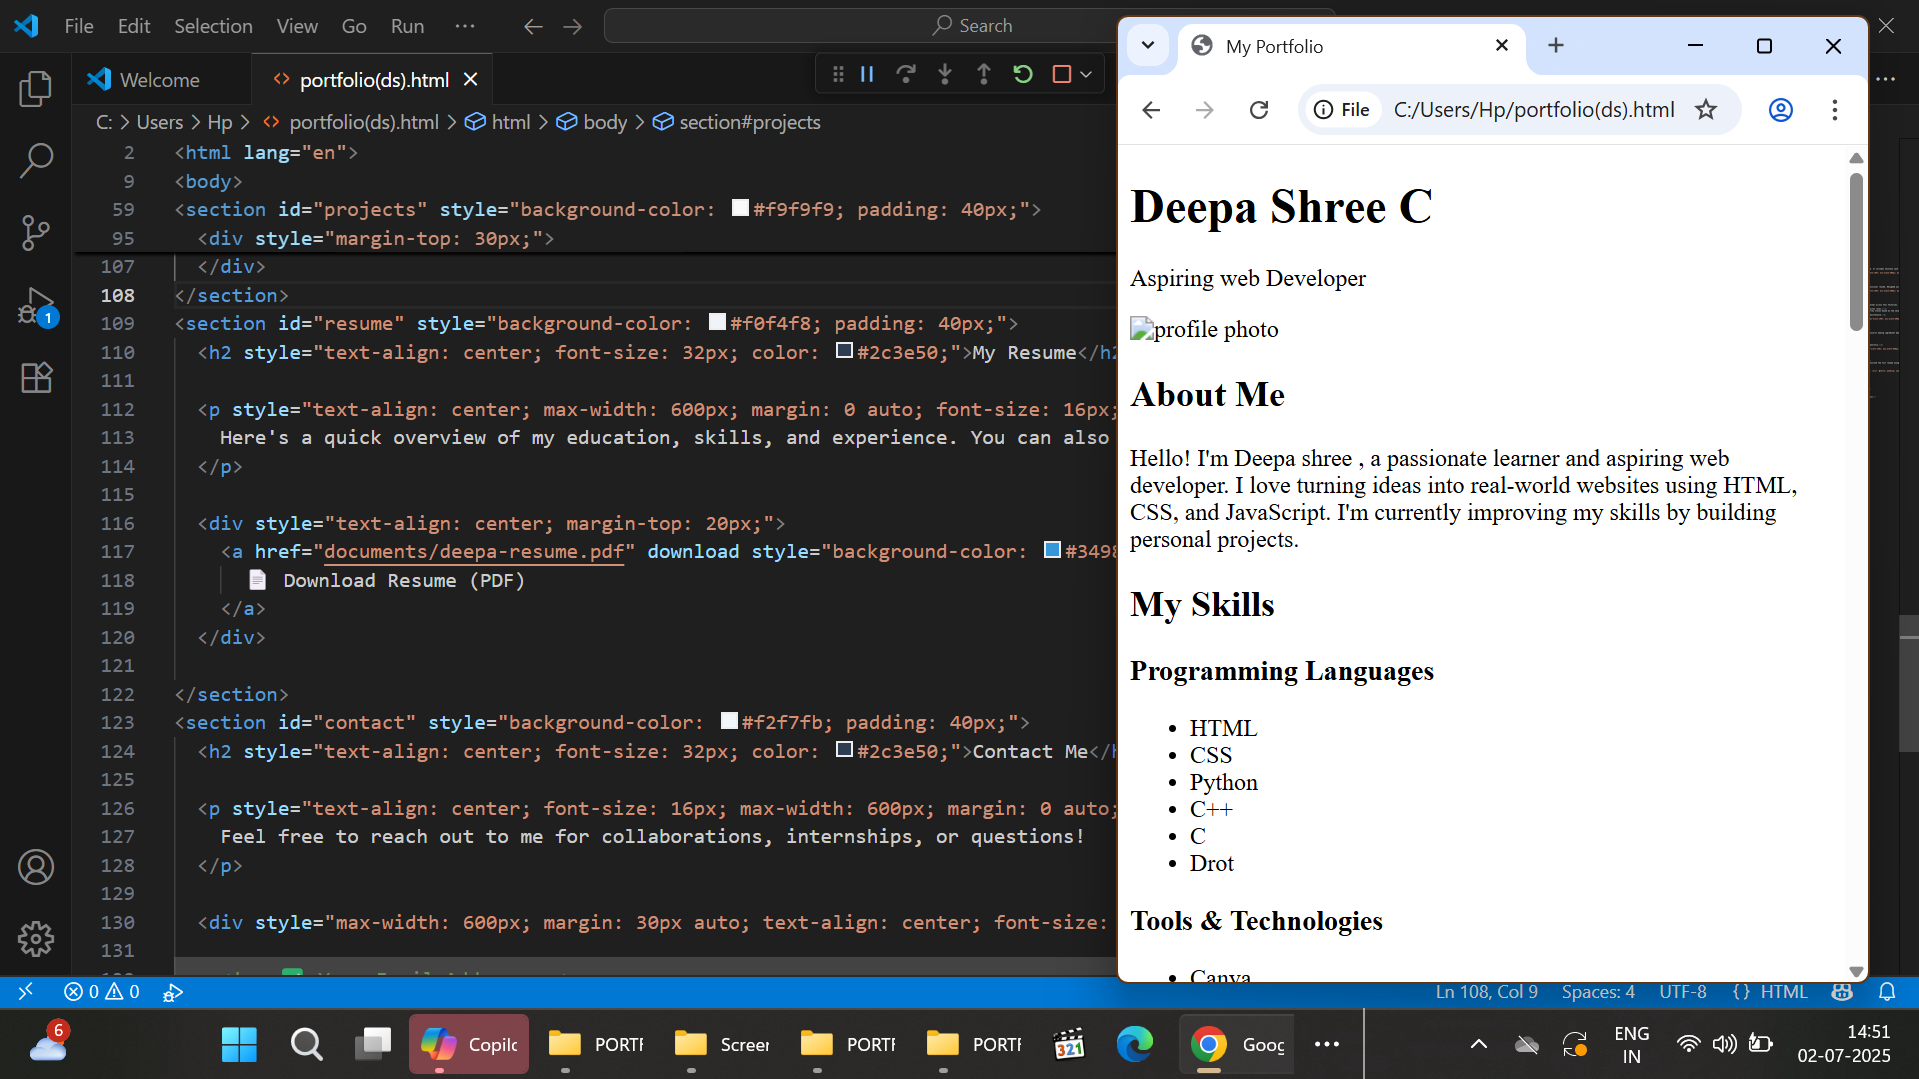 File Edit Selection View Go Run ··· Search
Welcome portfolio(ds).html
C: > Users > Hp > portfolio(ds).html > html > body > section#projects
2 <html lang="en">
9 <body>
59 <section id="projects" style="background-color: #f9f9f9; padding: 40px;">
95 <div style="margin-top: 30px;">
107 </div>
108 </section>
109 <section id="resume" style="background-color: #f0f4f8; padding: 40px;">
110 <h2 style="text-align: center; font-size: 32px; color: #2c3e50;">My Resume</h2
111
112 <p style="text-align: center; max-width: 600px; margin: 0 auto; font-size: 16px;
113 Here's a quick overview of my education, skills, and experience. You can also
114 </p>
115
116 <div style="text-align: center; margin-top: 20px;">
117 <a href="documents/deepa-resume.pdf" download style="background-color: #3498
118 📄 Download Resume (PDF)
119 </a>
120 </div>
121
122 </section>
123 <section id="contact" style="background-color: #f2f7fb; padding: 40px;">
124 <h2 style="text-align: center; font-size: 32px; color: #2c3e50;">Contact Me</h
125
126 <p style="text-align: center; font-size: 16px; max-width: 600px; margin: 0 auto;
127 Feel free to reach out to me for collaborations, internships, or questions!
128 </p>
129
130 <div style="max-width: 600px; margin: 30px auto; text-align: center; font-size:
131
1
0 0 Ln 108, Col 9 Spaces: 4 UTF-8 {} HTML
My Portfolio
File C:/Users/Hp/portfolio(ds).html
Deepa Shree C
Aspiring web Developer
profile photo
About Me
Hello! I'm Deepa shree , a passionate learner and aspiring web
developer. I love turning ideas into real-world websites using HTML,
CSS, and JavaScript. I'm currently improving my skills by building
personal projects.
My Skills
Programming Languages
• HTML
• CSS
• Python
• C++
• C
• Drot
Tools & Technologies
• Canva
6 Copilc PORTF Screer PORTF PORTF 321 Goog ··· ENG
IN 14:51
02-07-2025